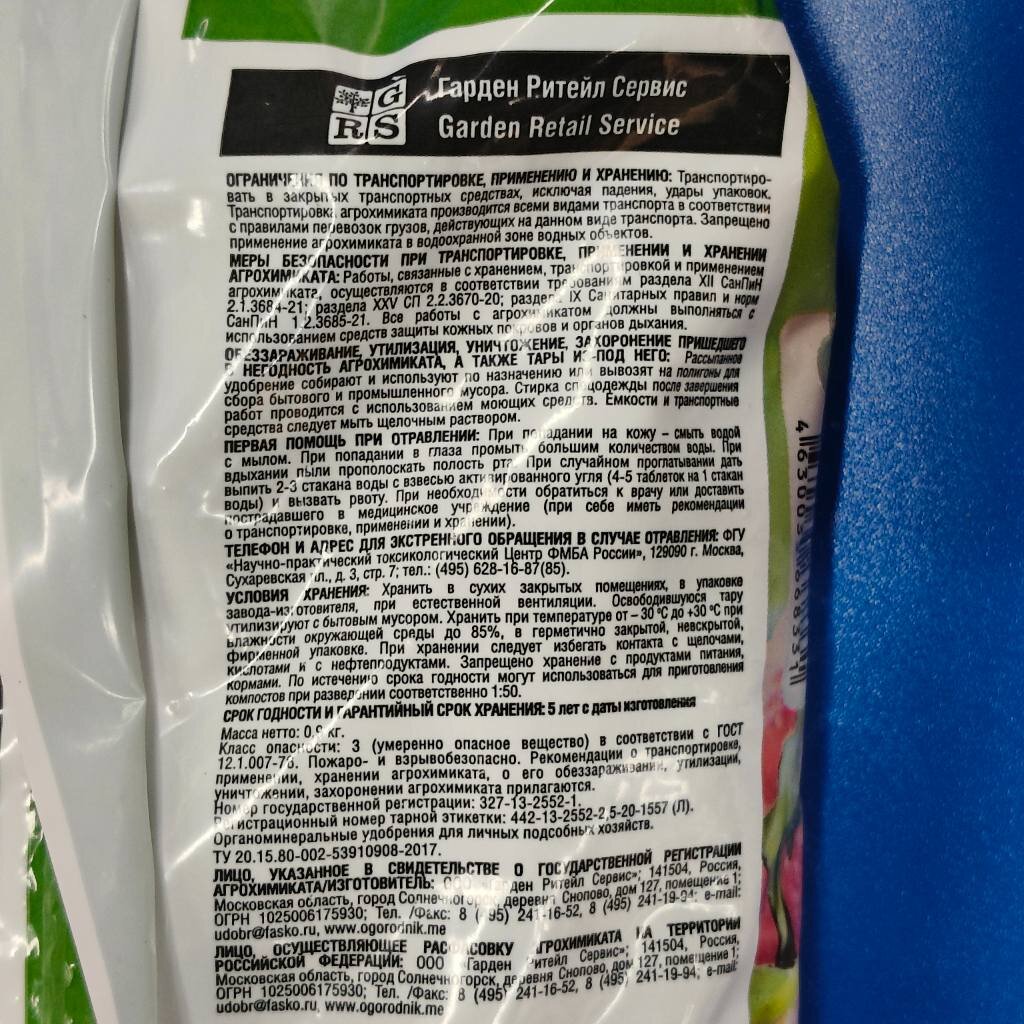 GRS
Гарден Ритейл Сервис
Garden Retail Service
ОГРАНИЧЕНИЯ ПО ТРАНСПОРТИРОВКЕ, ПРИМЕНЕНИЮ И ХРАНЕНИЮ: Транспортиро-
вать в закрытых транспортных средствах, исключая падения, удары упаковок.
Транспортировка агрохимиката производится всеми видами транспорта в соответствии
с правилами перевозок грузов, действующих на данном виде транспорта. Запрещено
применение агрохимиката в водоохранной зоне водных объектов.
МЕРЫ БЕЗОПАСНОСТИ ПРИ ТРАНСПОРТИРОВКЕ, ПРИМЕНЕНИИ И ХРАНЕНИИ
АГРОХИМИКАТА: Работы, связанные с хранением, транспортировкой и применением
агрохимиката, осуществляются в соответствии требованиям раздела XII СанПиН
2.1.3684-21; раздела XXV СП 2.2.3670-20; раздела IX Санитарных правил и норм
СанПиН 1.2.3685-21. Все работы с агрохимикатом должны выполняться с
использованием средств защиты кожных покровов и органов дыхания.
ОБЕЗЗАРАЖИВАНИЕ, УТИЛИЗАЦИЯ, УНИЧТОЖЕНИЕ, ЗАХОРОНЕНИЕ ПРИШЕДШЕГО
В НЕГОДНОСТЬ АГРОХИМИКАТА, А ТАКЖЕ ТАРЫ ИЗ-ПОД НЕГО: Рассыпанное
удобрение собирают и используют по назначению или вывозят на полигоны для
сбора бытового и промышленного мусора. Стирка спецодежды после завершения
работ проводится с использованием моющих средств. Емкости и транспортные
средства следует мыть щелочным раствором.
ПЕРВАЯ ПОМОЩЬ ПРИ ОТРАВЛЕНИИ: При попадании на кожу – смыть водой
с мылом. При попадании в глаза промыть большим количеством воды. При
вдыхании пыли прополоскать полость рта. При случайном проглатывании дать
выпить 2-3 стакана воды с взвесью активированного угля (4-5 таблеток на 1 стакан
воды) и вызвать рвоту. При необходимости обратиться к врачу или доставить
пострадавшего в медицинское учреждение (при себе иметь рекомендации
о транспортировке, применении и хранении).
ТЕЛЕФОН И АДРЕС ДЛЯ ЭКСТРЕННОГО ОБРАЩЕНИЯ В СЛУЧАЕ ОТРАВЛЕНИЯ: ФГУ
«Научно-практический токсикологический Центр ФМБА России», 129090 г. Москва,
Сухаревская пл., д. 3, стр. 7; тел.: (495) 628-16-87(85).
УСЛОВИЯ ХРАНЕНИЯ: Хранить в сухих закрытых помещениях, в упаковке
завода-изготовителя, при естественной вентиляции. Освободившуюся тару
утилизируют с бытовым мусором. Хранить при температуре от – 30 °C до +30 °C при
влажности окружающей среды до 85%, в герметично закрытой, невскрытой,
фирменной упаковке. При хранении следует избегать контакта с щелочами,
кислотами и с нефтепродуктами. Запрещено хранение с продуктами питания,
кормами. По истечению срока годности могут использоваться для приготовления
компостов при разведении соответственно 1:50.
СРОК ГОДНОСТИ И ГАРАНТИЙНЫЙ СРОК ХРАНЕНИЯ: 5 лет с даты изготовления
Масса нетто: 0,9 кг.
Класс опасности: 3 (умеренно опасное вещество) в соответствии с ГОСТ
12.1.007-76. Пожаро- и взрывобезопасно. Рекомендации о транспортировке,
применении, хранении агрохимиката, о его обеззараживании, утилизации,
уничтожении, захоронении агрохимиката прилагаются.
Номер государственной регистрации: 327-13-2552-1.
Регистрационный номер тарной этикетки: 442-13-2552-2,5-20-1557 (Л).
Органоминеральные удобрения для личных подсобных хозяйств.
ТУ 20.15.80-002-53910908-2017.
ЛИЦО, УКАЗАННОЕ В СВИДЕТЕЛЬСТВЕ О ГОСУДАРСТВЕННОЙ РЕГИСТРАЦИИ
АГРОХИМИКАТА/ИЗГОТОВИТЕЛЬ: ООО «Гарден Ритейл Сервис»; 141504, Россия,
Московская область, город Солнечногорск, деревня Снопово, дом 127, помещение 1;
ОГРН 1025006175930; Тел. /Факс: 8 (495) 241-16-52, 8 (495) 241-19-94; e-mail:
udobr@fasko.ru, www.ogorodnik.me
ЛИЦО, ОСУЩЕСТВЛЯЮЩЕЕ РАСФАСОВКУ АГРОХИМИКАТА НА ТЕРРИТОРИИ
РОССИЙСКОЙ ФЕДЕРАЦИИ: ООО «Гарден Ритейл Сервис»; 141504, Россия,
Московская область, город Солнечногорск, деревня Снопово, дом 127, помещение 1;
ОГРН 1025006175930; Тел. /Факс: 8 (495) 241-16-52, 8 (495) 241-19-94; e-mail:
udobr@fasko.ru, www.ogorodnik.me